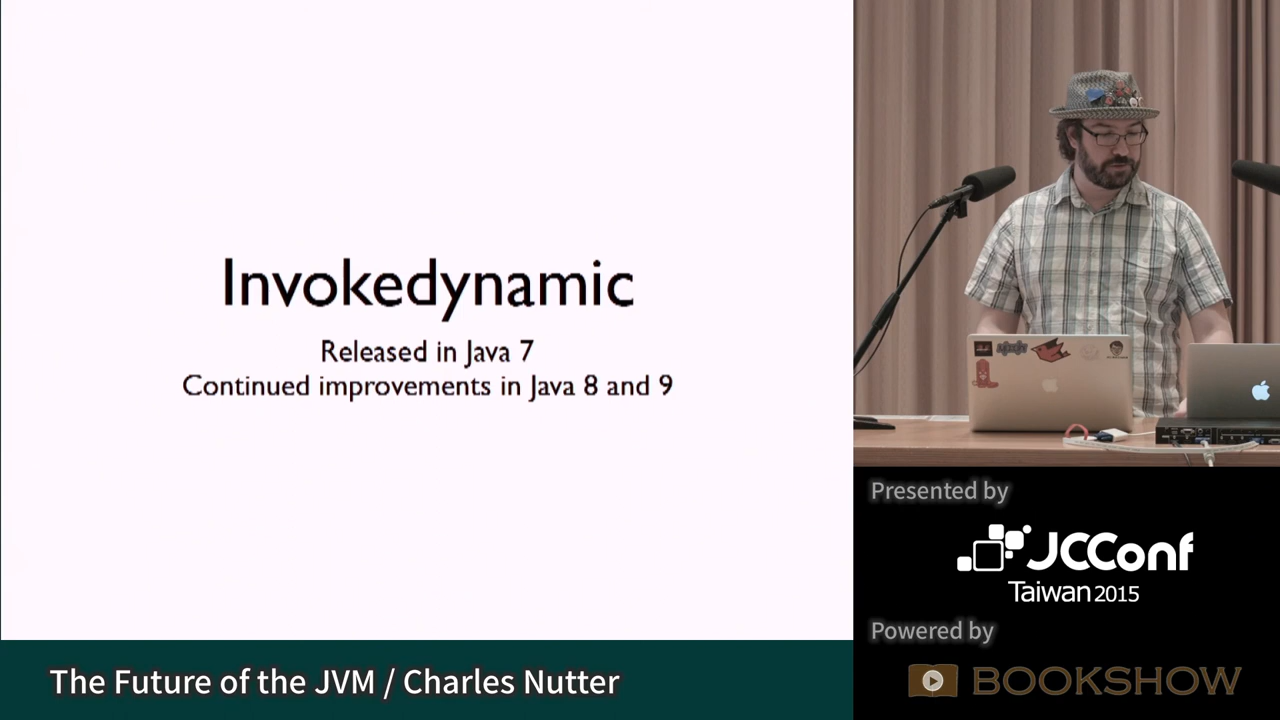 Invokedynamic
Released in Java 7
Continued improvements in Java 8 and 9
Presented by
JCConf
Taiwan 2015
Powered by
BOOKSHOW
The Future of the JVM / Charles Nutter